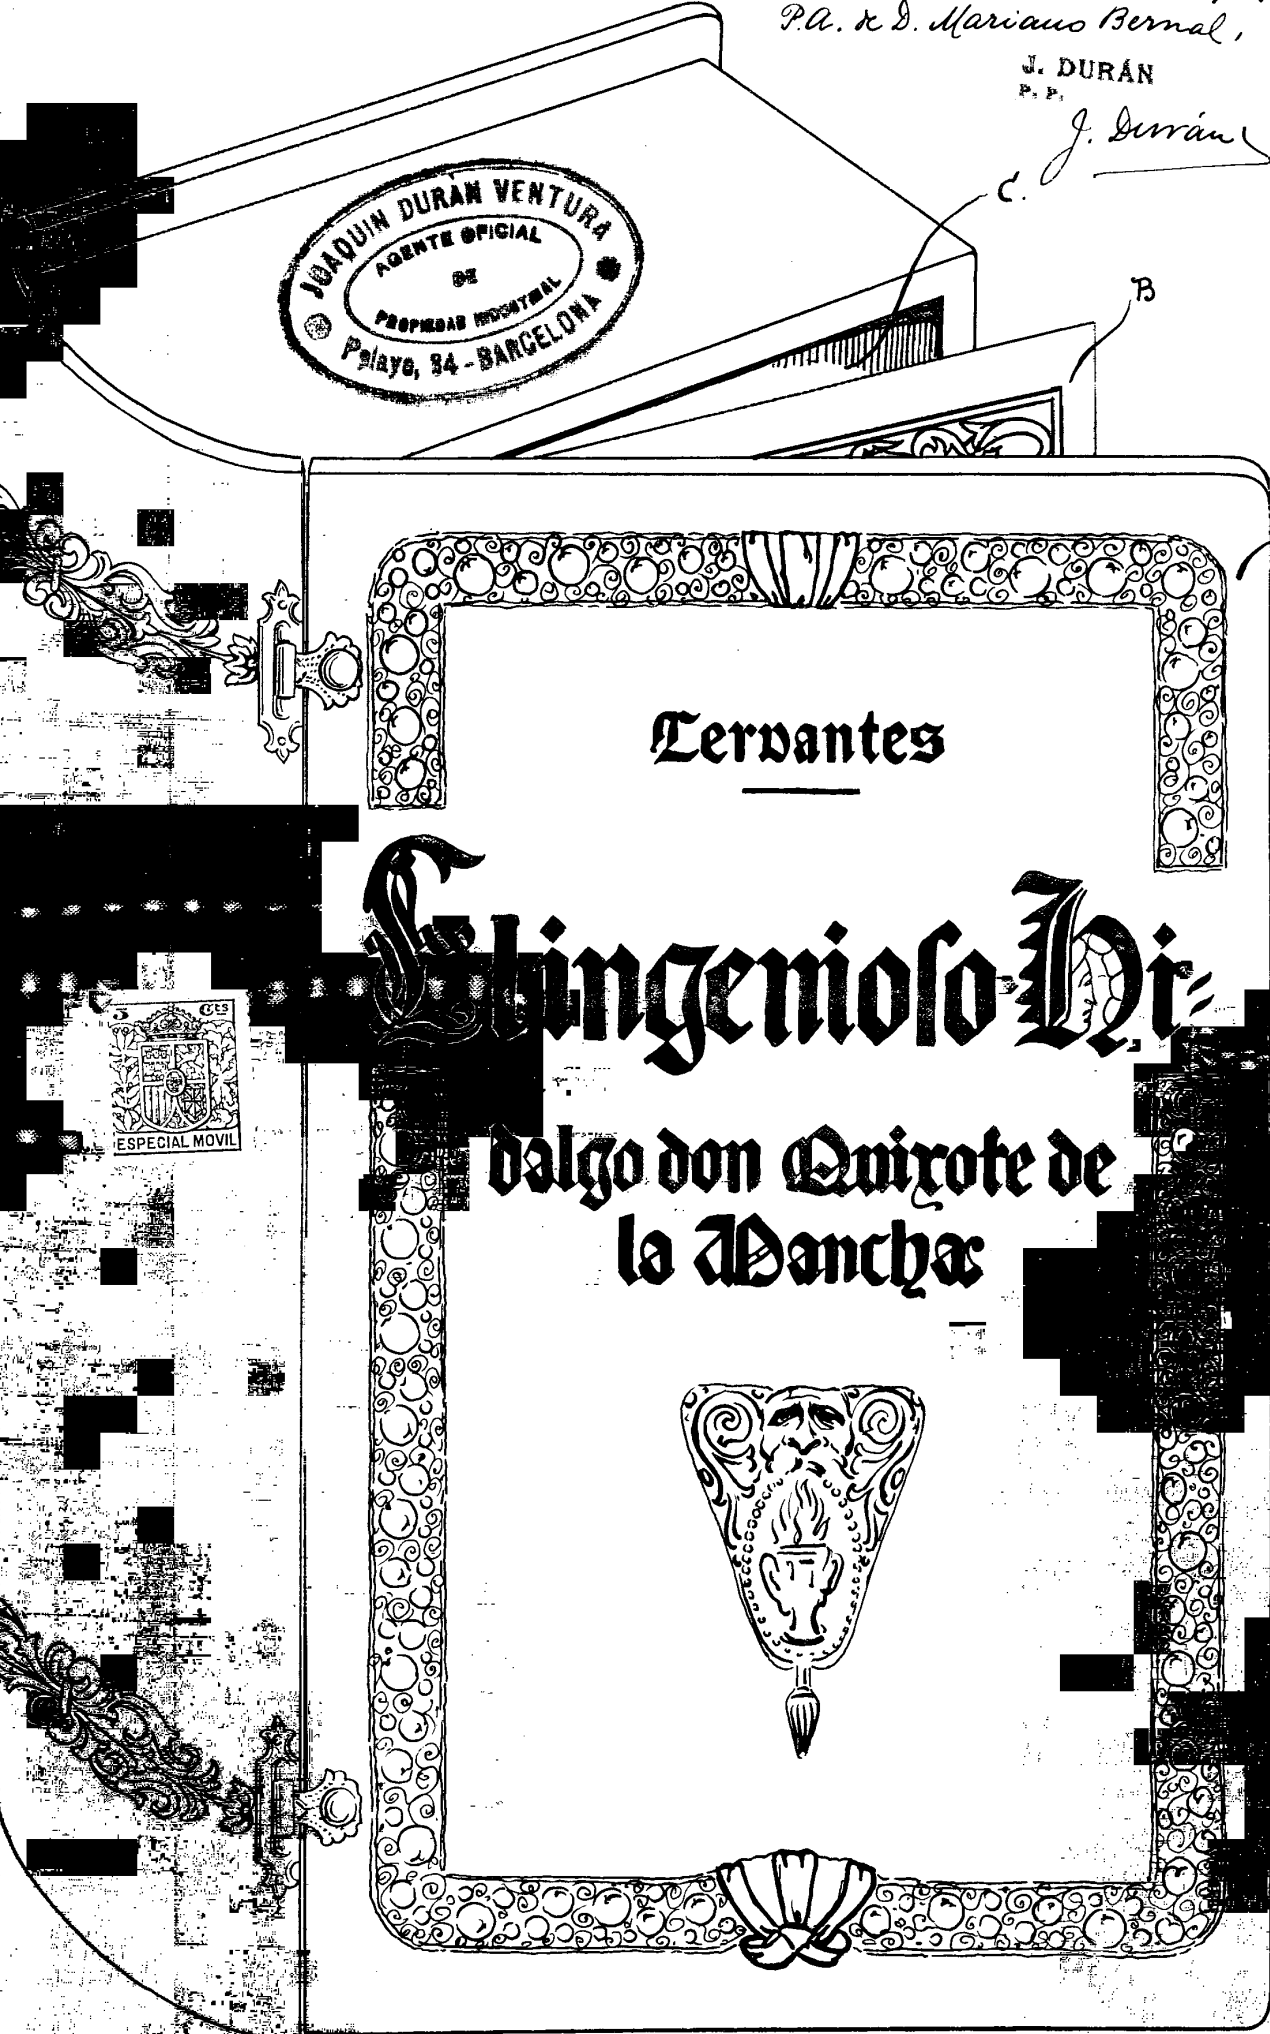 P.A. de D. Mariano Bernal,
J. DURÁN
P. P.
J. Durán
C.
B
JOAQUIN DURÁN VENTURA
AGENTE OFICIAL
DE
PROPIEDAD INDUSTRIAL
Pelayo, 34 - BARCELONA
Cervantes
El ingenioso Hi-
dalgo don Quixote de
la Mancha
5 Cts
ESPECIAL MOVIL